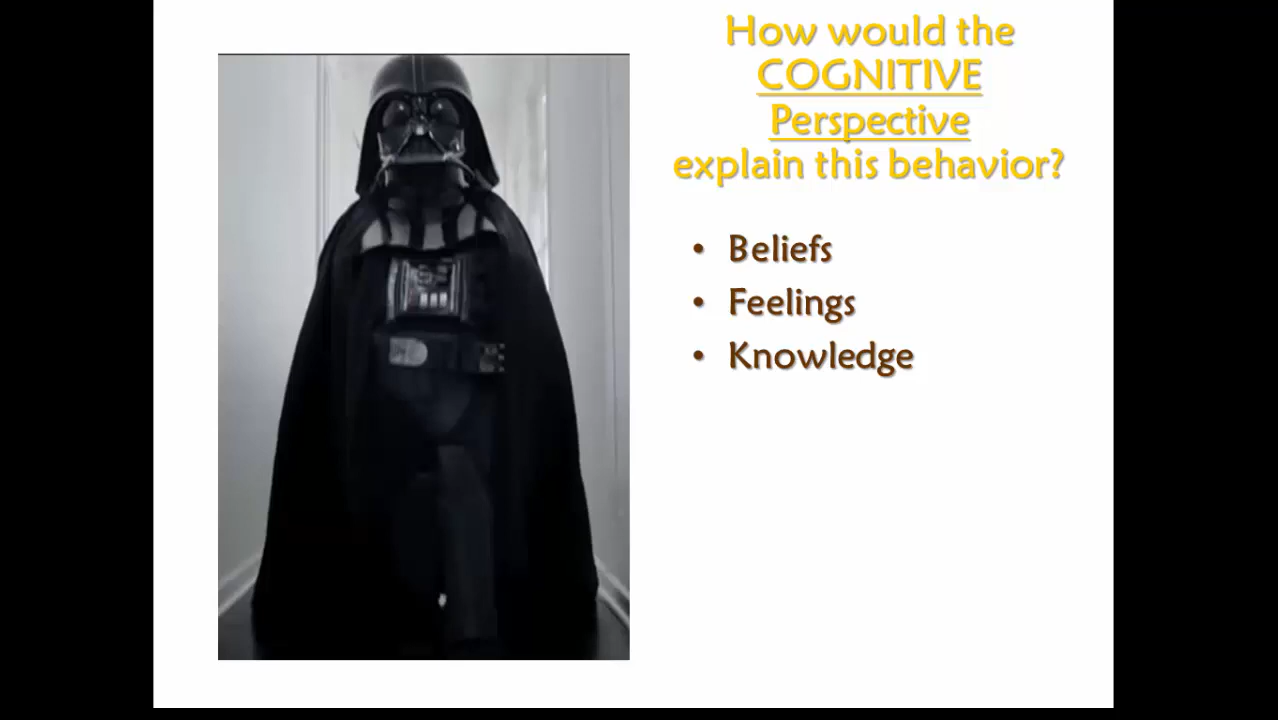 How would the
COGNITIVE
Perspective
explain this behavior?
• Beliefs
• Feelings
• Knowledge